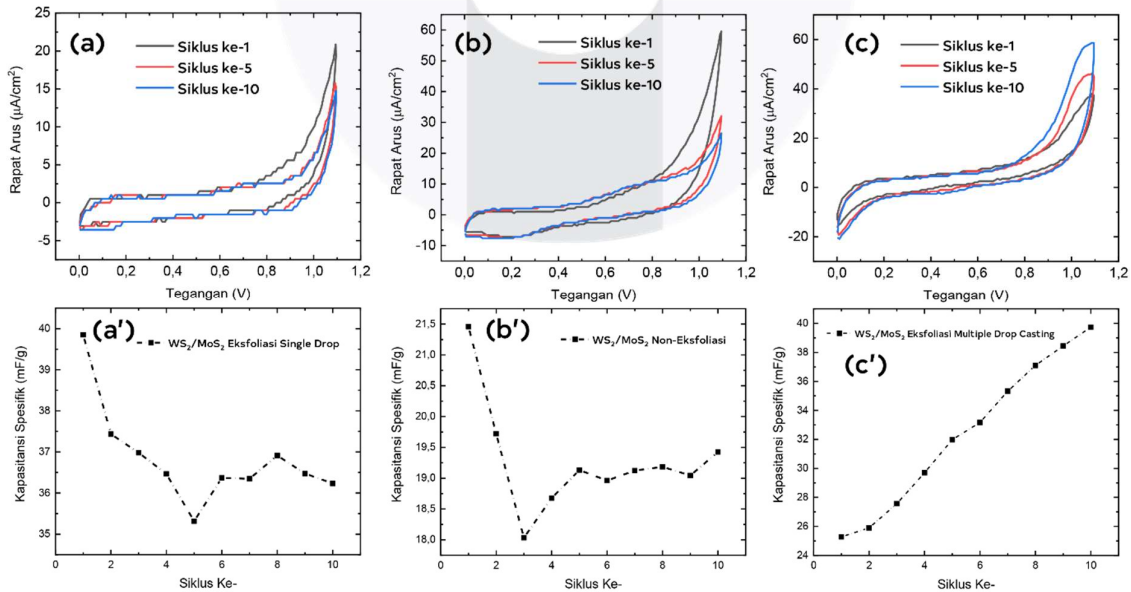 (a)
Siklus ke-1
Siklus ke-5
Siklus ke-10
Rapat Arus (μA/cm²)
25
20
15
10
5
0
-5
0,0 0,2 0,4 0,6 0,8 1,0 1,2
Tegangan (V)
(b)
Siklus ke-1
Siklus ke-5
Siklus ke-10
Rapat Arus (μA/cm²)
60
50
40
30
20
10
0
-10
0,0 0,2 0,4 0,6 0,8 1,0 1,2
Tegangan (V)
(c)
Siklus ke-1
Siklus ke-5
Siklus ke-10
Rapat Arus (μA/cm²)
60
40
20
0
-20
0,0 0,2 0,4 0,6 0,8 1,0 1,2
Tegangan (V)
(a')
WS₂/MoS₂ Eksfoliasi Single Drop
Kapasitansi Spesifik (mF/g)
40
39
38
37
36
35
0 2 4 6 8 10
Siklus Ke-
(b')
WS₂/MoS₂ Non-Eksfoliasi
Kapasitansi Spesifik (mF/g)
21,5
21,0
20,5
20,0
19,5
19,0
18,5
18,0
0 2 4 6 8 10
Siklus Ke-
WS₂/MoS₂ Eksfoliasi Multiple Drop Casting
(c')
Kapasitansi Spesifik (mF/g)
40
38
36
34
32
30
28
26
24
0 2 4 6 8 10
Siklus Ke-